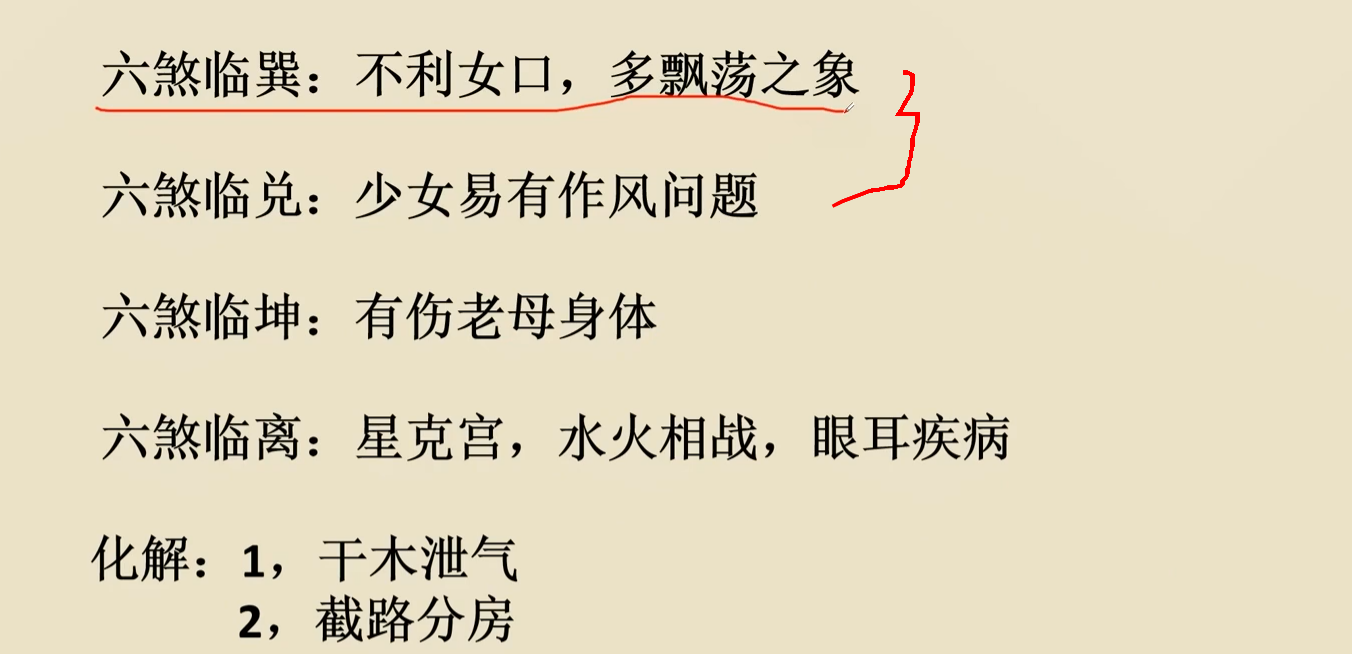 六煞临巽：不利女口，多飘荡之象
六煞临兑：少女易有作风问题
六煞临坤：有伤老母身体
六煞临离：星克宫，水火相战，眼耳疾病
化解：1，干木泄气
2，截路分房